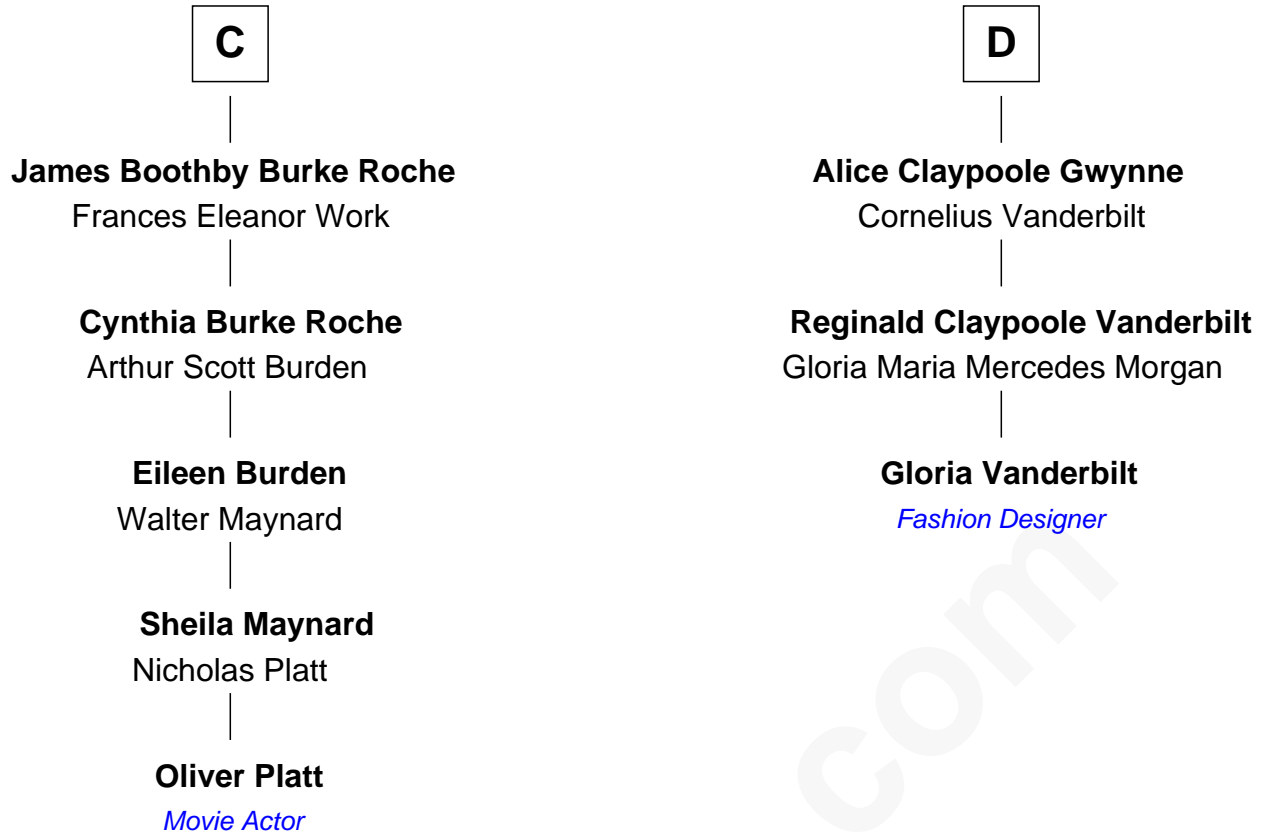 C
James Boothby Burke Roche
Frances Eleanor Work
Cynthia Burke Roche
Arthur Scott Burden
Eileen Burden
Walter Maynard
Sheila Maynard
Nicholas Platt
Oliver Platt
Movie Actor
D
Alice Claypoole Gwynne
Cornelius Vanderbilt
Reginald Claypoole Vanderbilt
Gloria Maria Mercedes Morgan
Gloria Vanderbilt
Fashion Designer
com